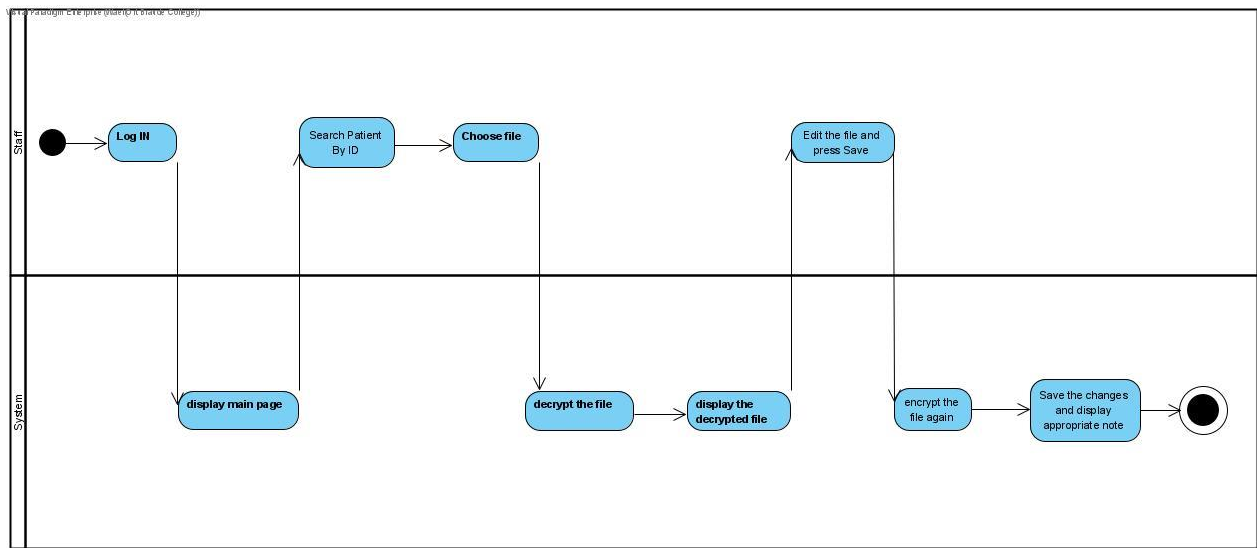 Staff
Log IN
Search Patient
By ID
Choose file
Edit the file and
press Save
System
display main page
decrypt the file
display the
decrypted file
encrypt the
file again
Save the changes
and display
appropriate note